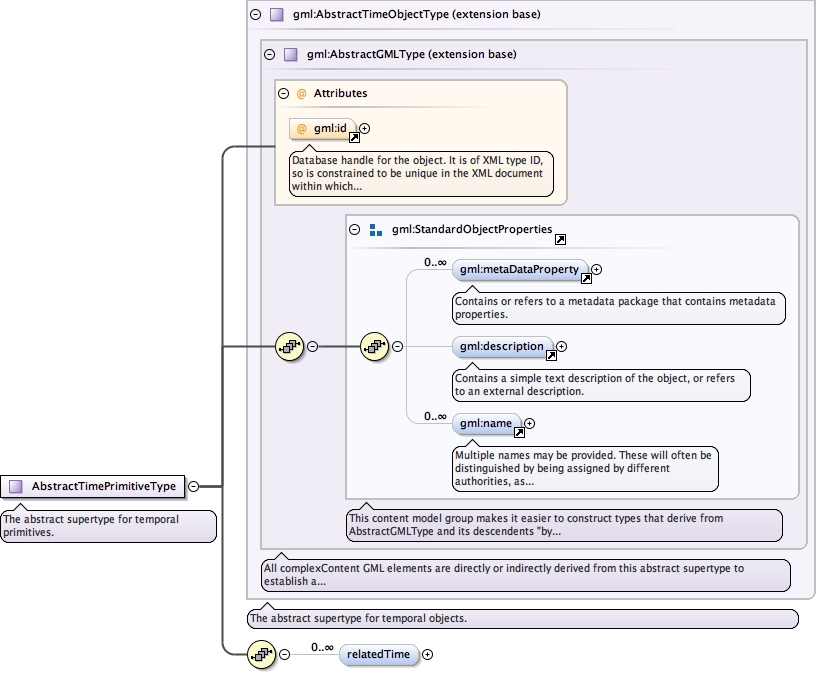 gml:AbstractTimeObjectType (extension base)
gml:AbstractGMLType (extension base)
@ Attributes
@ gml:id
Database handle for the object. It is of XML type ID,
so is constrained to be unique in the XML document
within which...
gml:StandardObjectProperties
0..∞
gml:metaDataProperty
Contains or refers to a metadata package that contains metadata
properties.
gml:description
Contains a simple text description of the object, or refers
to an external description.
0..∞
gml:name
Multiple names may be provided. These will often be
distinguished by being assigned by different
authorities, as...
AbstractTimePrimitiveType
The abstract supertype for temporal
primitives.
This content model group makes it easier to construct types that derive from
AbstractGMLType and its descendents "by...
All complexContent GML elements are directly or indirectly derived from this abstract supertype to
establish a...
The abstract supertype for temporal objects.
0..∞
relatedTime